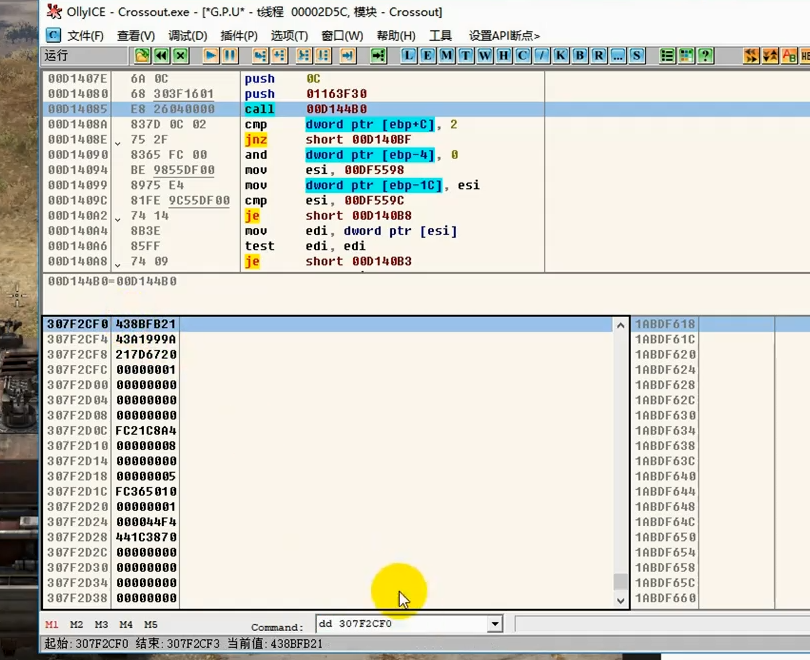 OllyICE - Crossout.exe - [*G.P.U* - t线程 00002D5C, 模块 - Crossout]
C 文件(F) 查看(V) 调试(D) 插件(P) 选项(T) 窗口(W) 帮助(H) 工具 设置API断点>
运行 L E M T W H C / K B R ... S ?
00D1407E 6A 0C push 0C
00D14080 68 303F1601 push 01163F30
00D14085 E8 26040000 call 00D144B0
00D1408A 837D 0C 02 cmp dword ptr [ebp+C], 2
00D1408E 75 2F jnz short 00D140BF
00D14090 8365 FC 00 and dword ptr [ebp-4], 0
00D14094 BE 9855DF00 mov esi, 00DF5598
00D14099 8975 E4 mov dword ptr [ebp-1C], esi
00D1409C 81FE 9C55DF00 cmp esi, 00DF559C
00D140A2 74 14 je short 00D140B8
00D140A4 8B3E mov edi, dword ptr [esi]
00D140A6 85FF test edi, edi
00D140A8 74 09 je short 00D140B3
00D144B0=00D144B0
307F2CF0 438BFB21 1ABDF618
307F2CF4 43A1999A 1ABDF61C
307F2CF8 217D6720 1ABDF620
307F2CFC 00000001 1ABDF624
307F2D00 00000000 1ABDF628
307F2D04 00000000 1ABDF62C
307F2D08 00000000 1ABDF630
307F2D0C FC21C8A4 1ABDF634
307F2D10 00000008 1ABDF638
307F2D14 00000000 1ABDF63C
307F2D18 00000005 1ABDF640
307F2D1C FC365010 1ABDF644
307F2D20 00000001 1ABDF648
307F2D24 000044F4 1ABDF64C
307F2D28 441C3870 1ABDF650
307F2D2C 00000000 1ABDF654
307F2D30 00000000 1ABDF658
307F2D34 00000000 1ABDF65C
307F2D38 00000000 1ABDF660
M1 M2 M3 M4 M5 Command: dd 307F2CF0
起始: 307F2CF0 结束: 307F2CF3 当前值: 438BFB21